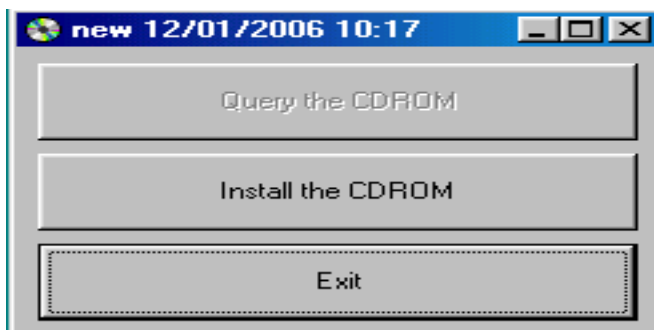 new 12/01/2006 10:17
Query the CDROM
Install the CDROM
Exit